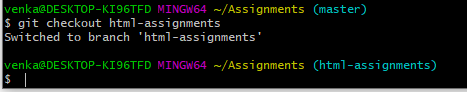 venka@DESKTOP-KI96TFD MINGW64 ~/Assignments (master)
$ git checkout html-assignments
Switched to branch 'html-assignments'
venka@DESKTOP-KI96TFD MINGW64 ~/Assignments (html-assignments)
$